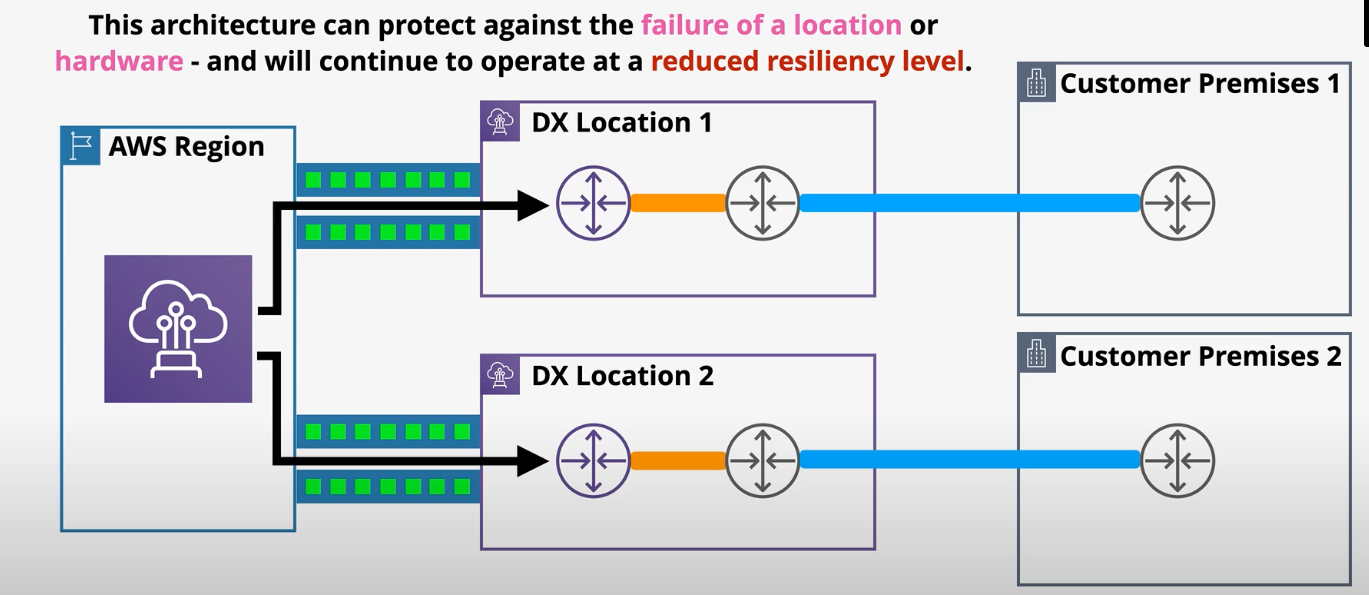 This architecture can protect against the failure of a location or
hardware - and will continue to operate at a reduced resiliency level.
Customer Premises 1
DX Location 1
AWS Region
Customer Premises 2
DX Location 2